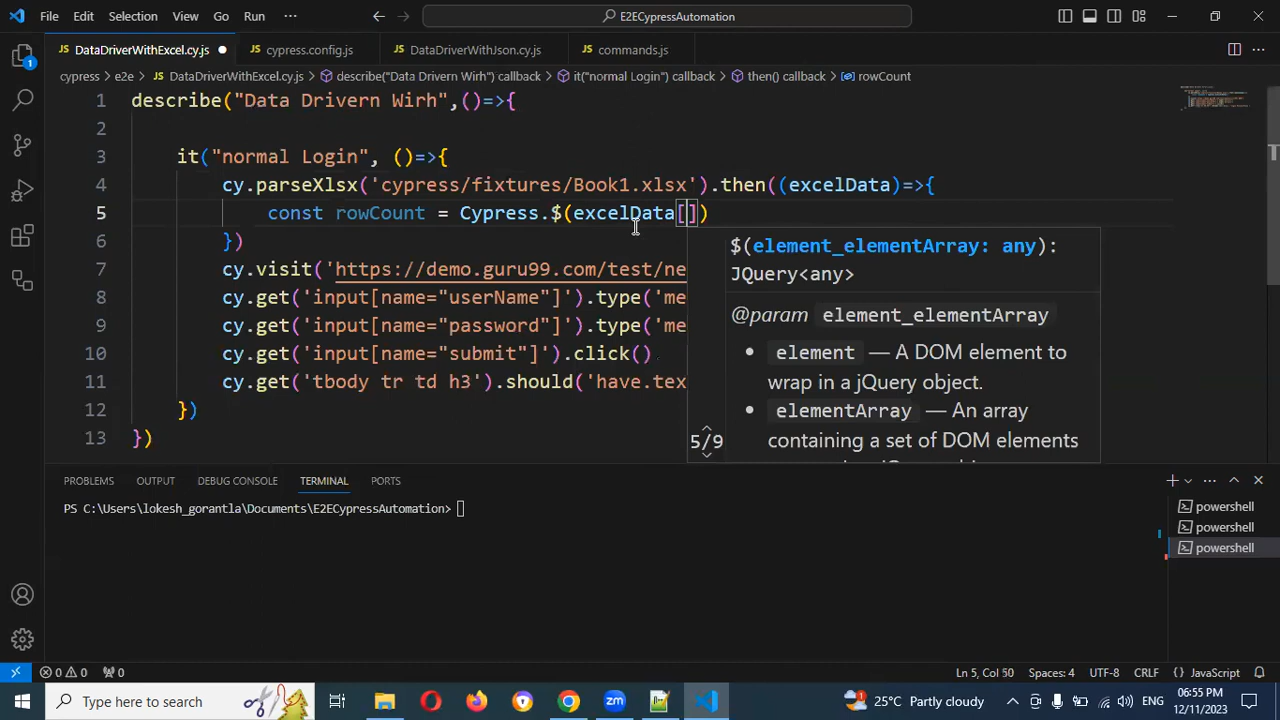 File Edit Selection View Go Run ··· E2ECypressAutomation
DataDriverWithExcel.cy.js ● cypress.config.js DataDriverWithJson.cy.js commands.js
cypress > e2e > DataDriverWithExcel.cy.js > describe("Data Drivern Wirh") callback > it("normal Login") callback > then() callback > rowCount
1 describe("Data Drivern Wirh",()=>{
2
3 it("normal Login", ()=>{
4 cy.parseXlsx('cypress/fixtures/Book1.xlsx').then((excelData)=>{
5 const rowCount = Cypress.$(excelData[])
6 })
7 cy.visit('https://demo.guru99.com/test/ne
8 cy.get('input[name="userName"]').type('me
9 cy.get('input[name="password"]').type('me
10 cy.get('input[name="submit"]').click()
11 cy.get('tbody tr td h3').should('have.tex
12 })
13 })
$(element_elementArray: any):
JQuery<any>
@param element_elementArray
• element — A DOM element to
wrap in a jQuery object.
• elementArray — An array
containing a set of DOM elements
5/9
PROBLEMS OUTPUT DEBUG CONSOLE TERMINAL PORTS
PS C:\Users\lokesh_gorantla\Documents\E2ECypressAutomation>
powershell
powershell
powershell
1
0 0 0 Ln 5, Col 50 Spaces: 4 UTF-8 CRLF {} JavaScript
Type here to search
1 25°C Partly cloudy ENG 06:55 PM
12/11/2023